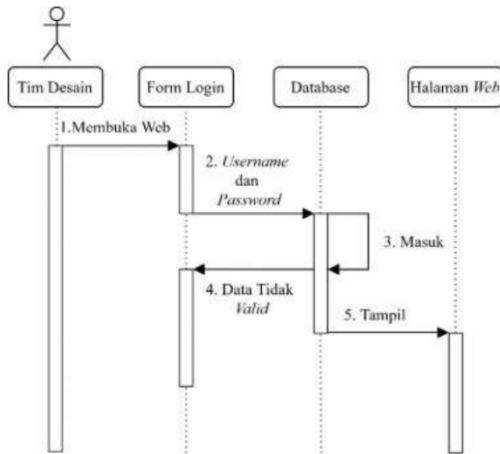 Tim Desain
Form Login
Database
Halaman Web
1.Membuka Web
2. Username
dan
Password
3. Masuk
4. Data Tidak
Valid
5. Tampil